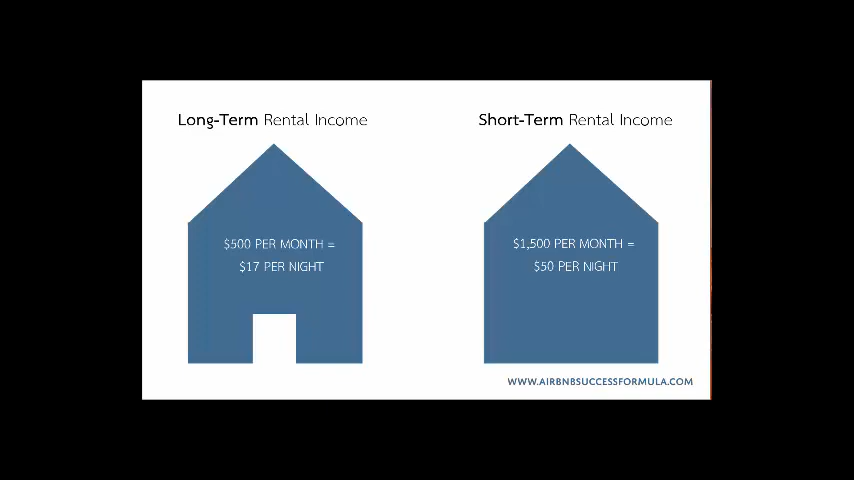 Long-Term Rental Income
$500 PER MONTH =
$17 PER NIGHT
Short-Term Rental Income
$1,500 PER MONTH =
$50 PER NIGHT
WWW.AIRBNBSUCCESSFORMULA.COM